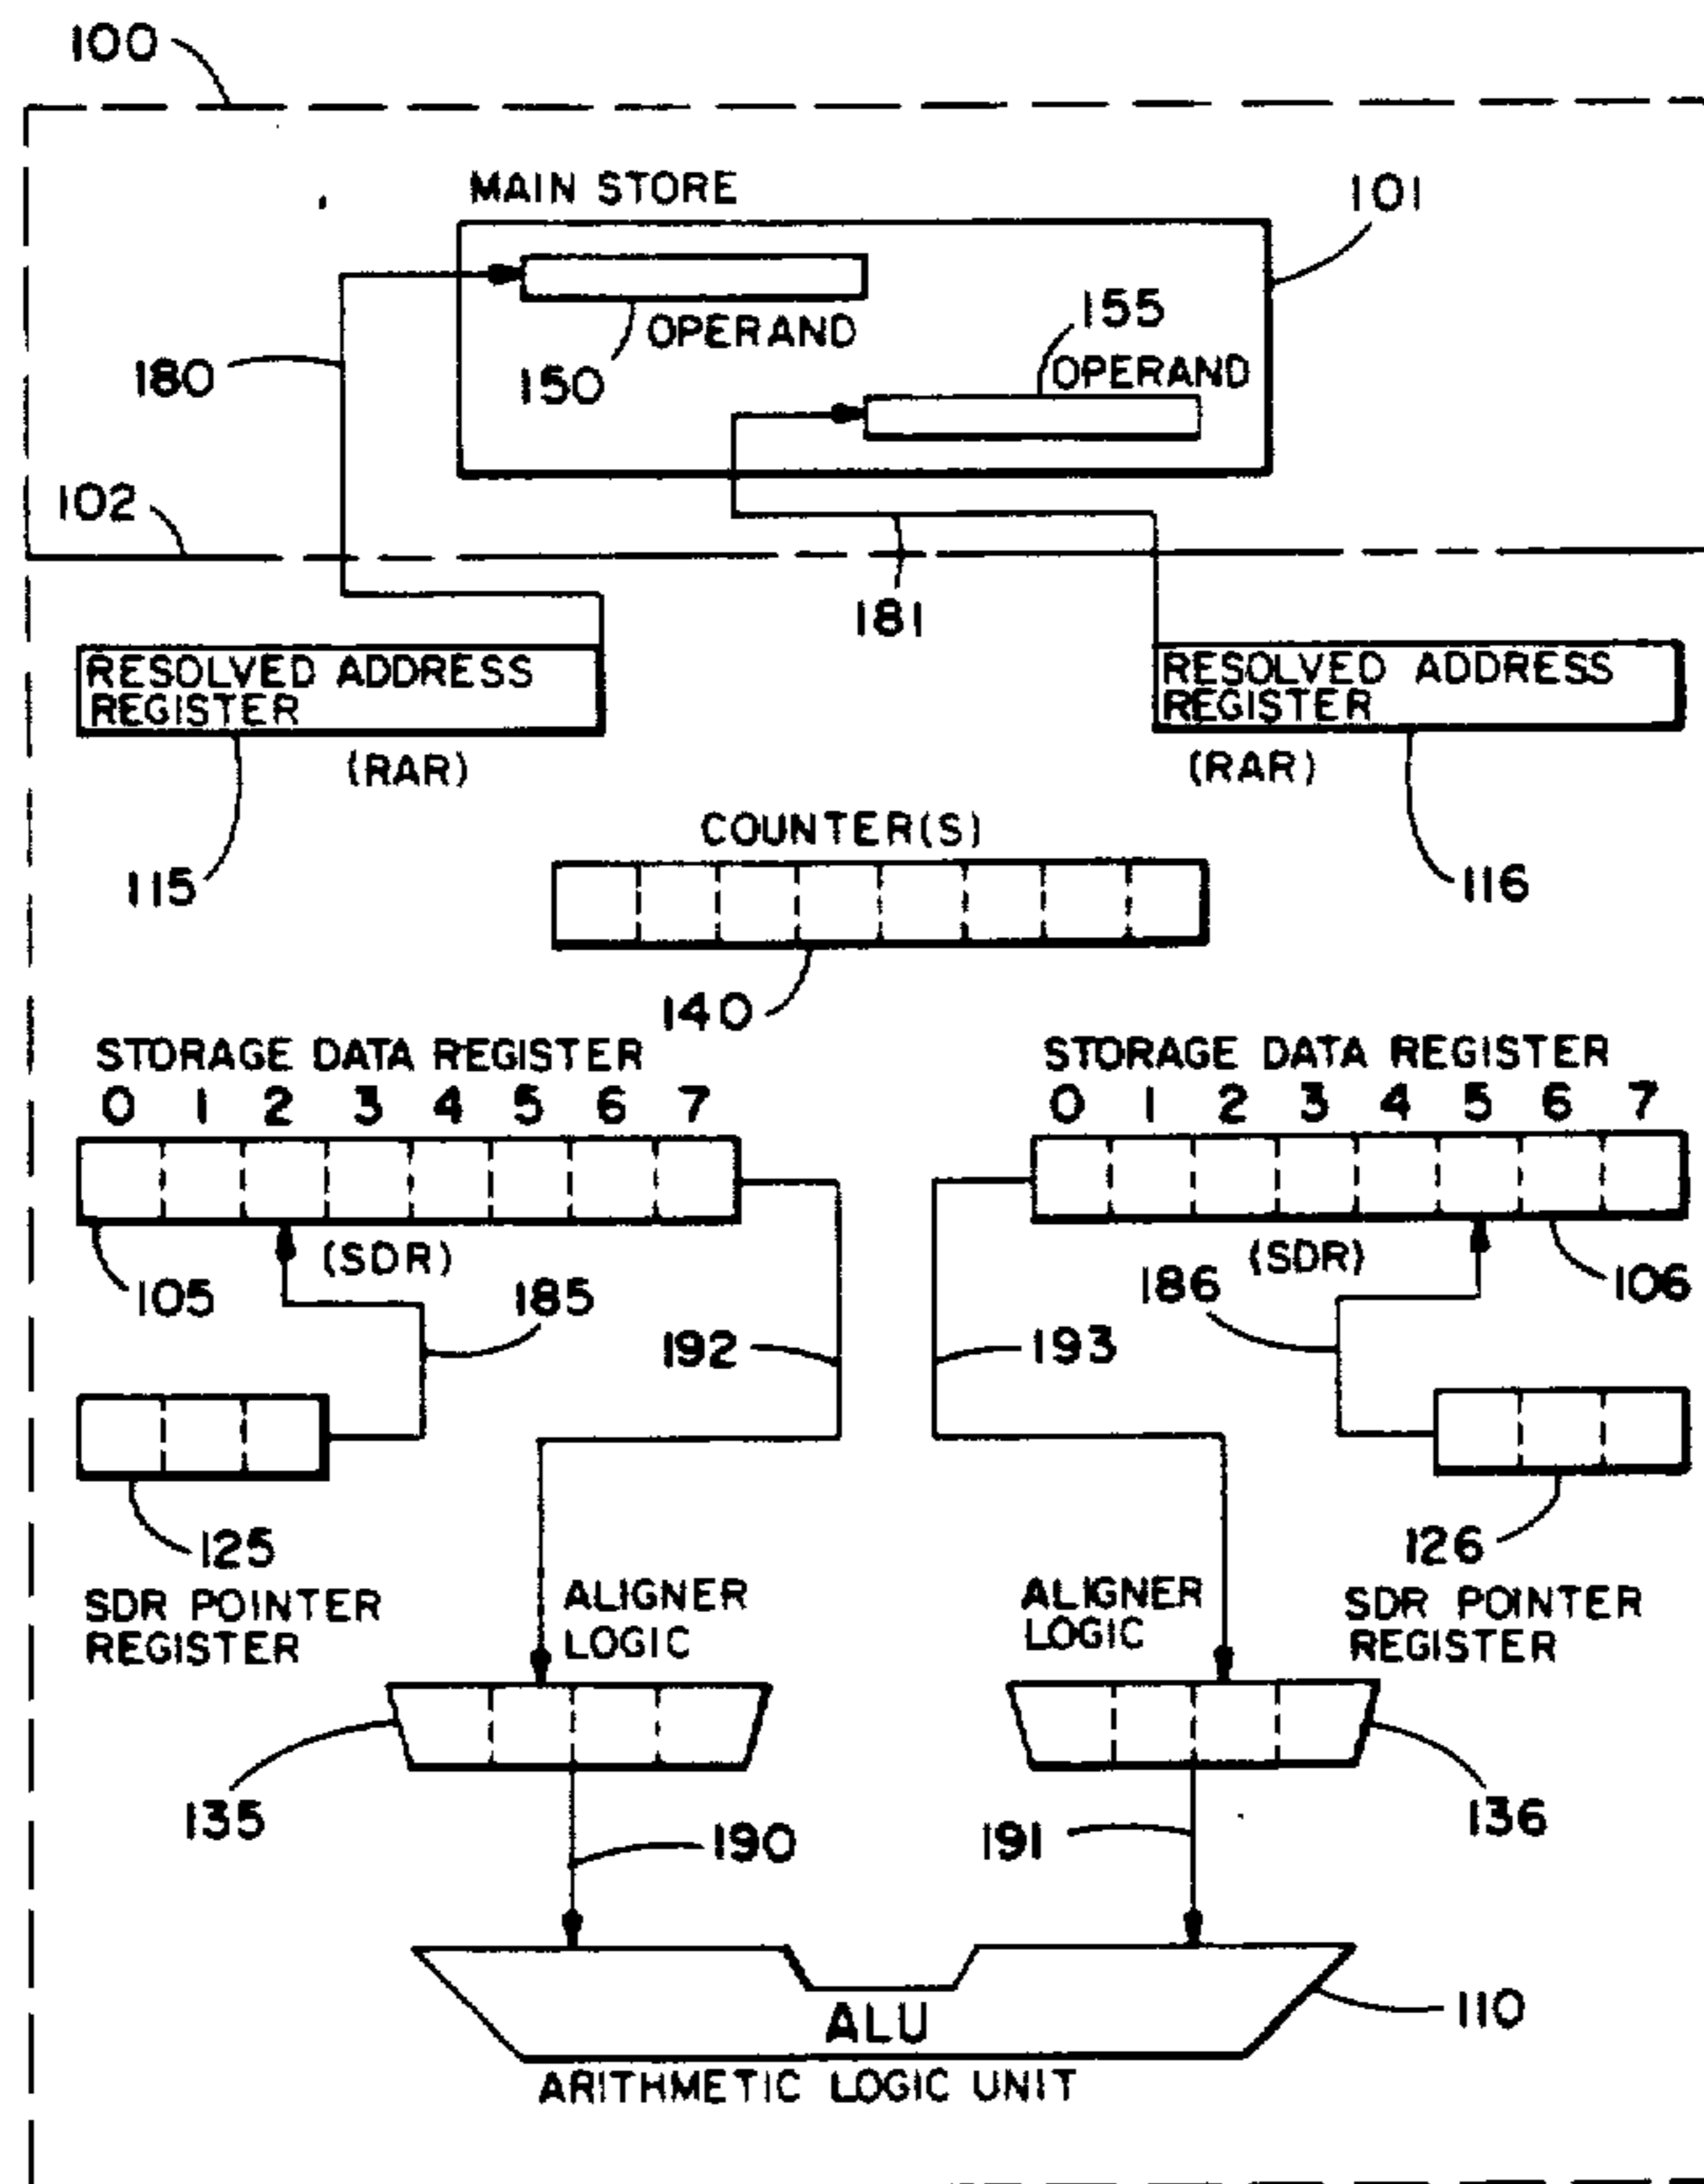 100
MAIN STORE
101
OPERAND
155
180
150
OPERAND
102
181
RESOLVED ADDRESS
REGISTER
RESOLVED ADDRESS
REGISTER
(RAR)
(RAR)
COUNTER(S)
115
116
140
STORAGE DATA REGISTER
0 1 2 3 4 5 6 7
STORAGE DATA REGISTER
0 1 2 3 4 5 6 7
(SDR)
(SDR)
105
185
186
106
192
193
125
SDR POINTER
REGISTER
ALIGNER
LOGIC
ALIGNER
LOGIC
126
SDR POINTER
REGISTER
135
136
190
191
ALU
110
ARITHMETIC LOGIC UNIT